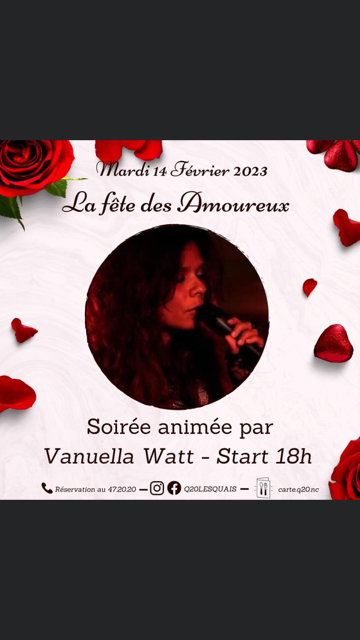 Mardi 14 Février 2023
La fête des Amoureux
Soirée animée par
Vanuella Watt - Start 18h
Réservation au 47.20.20 — Q20LESQUAIS — carte.q20.nc